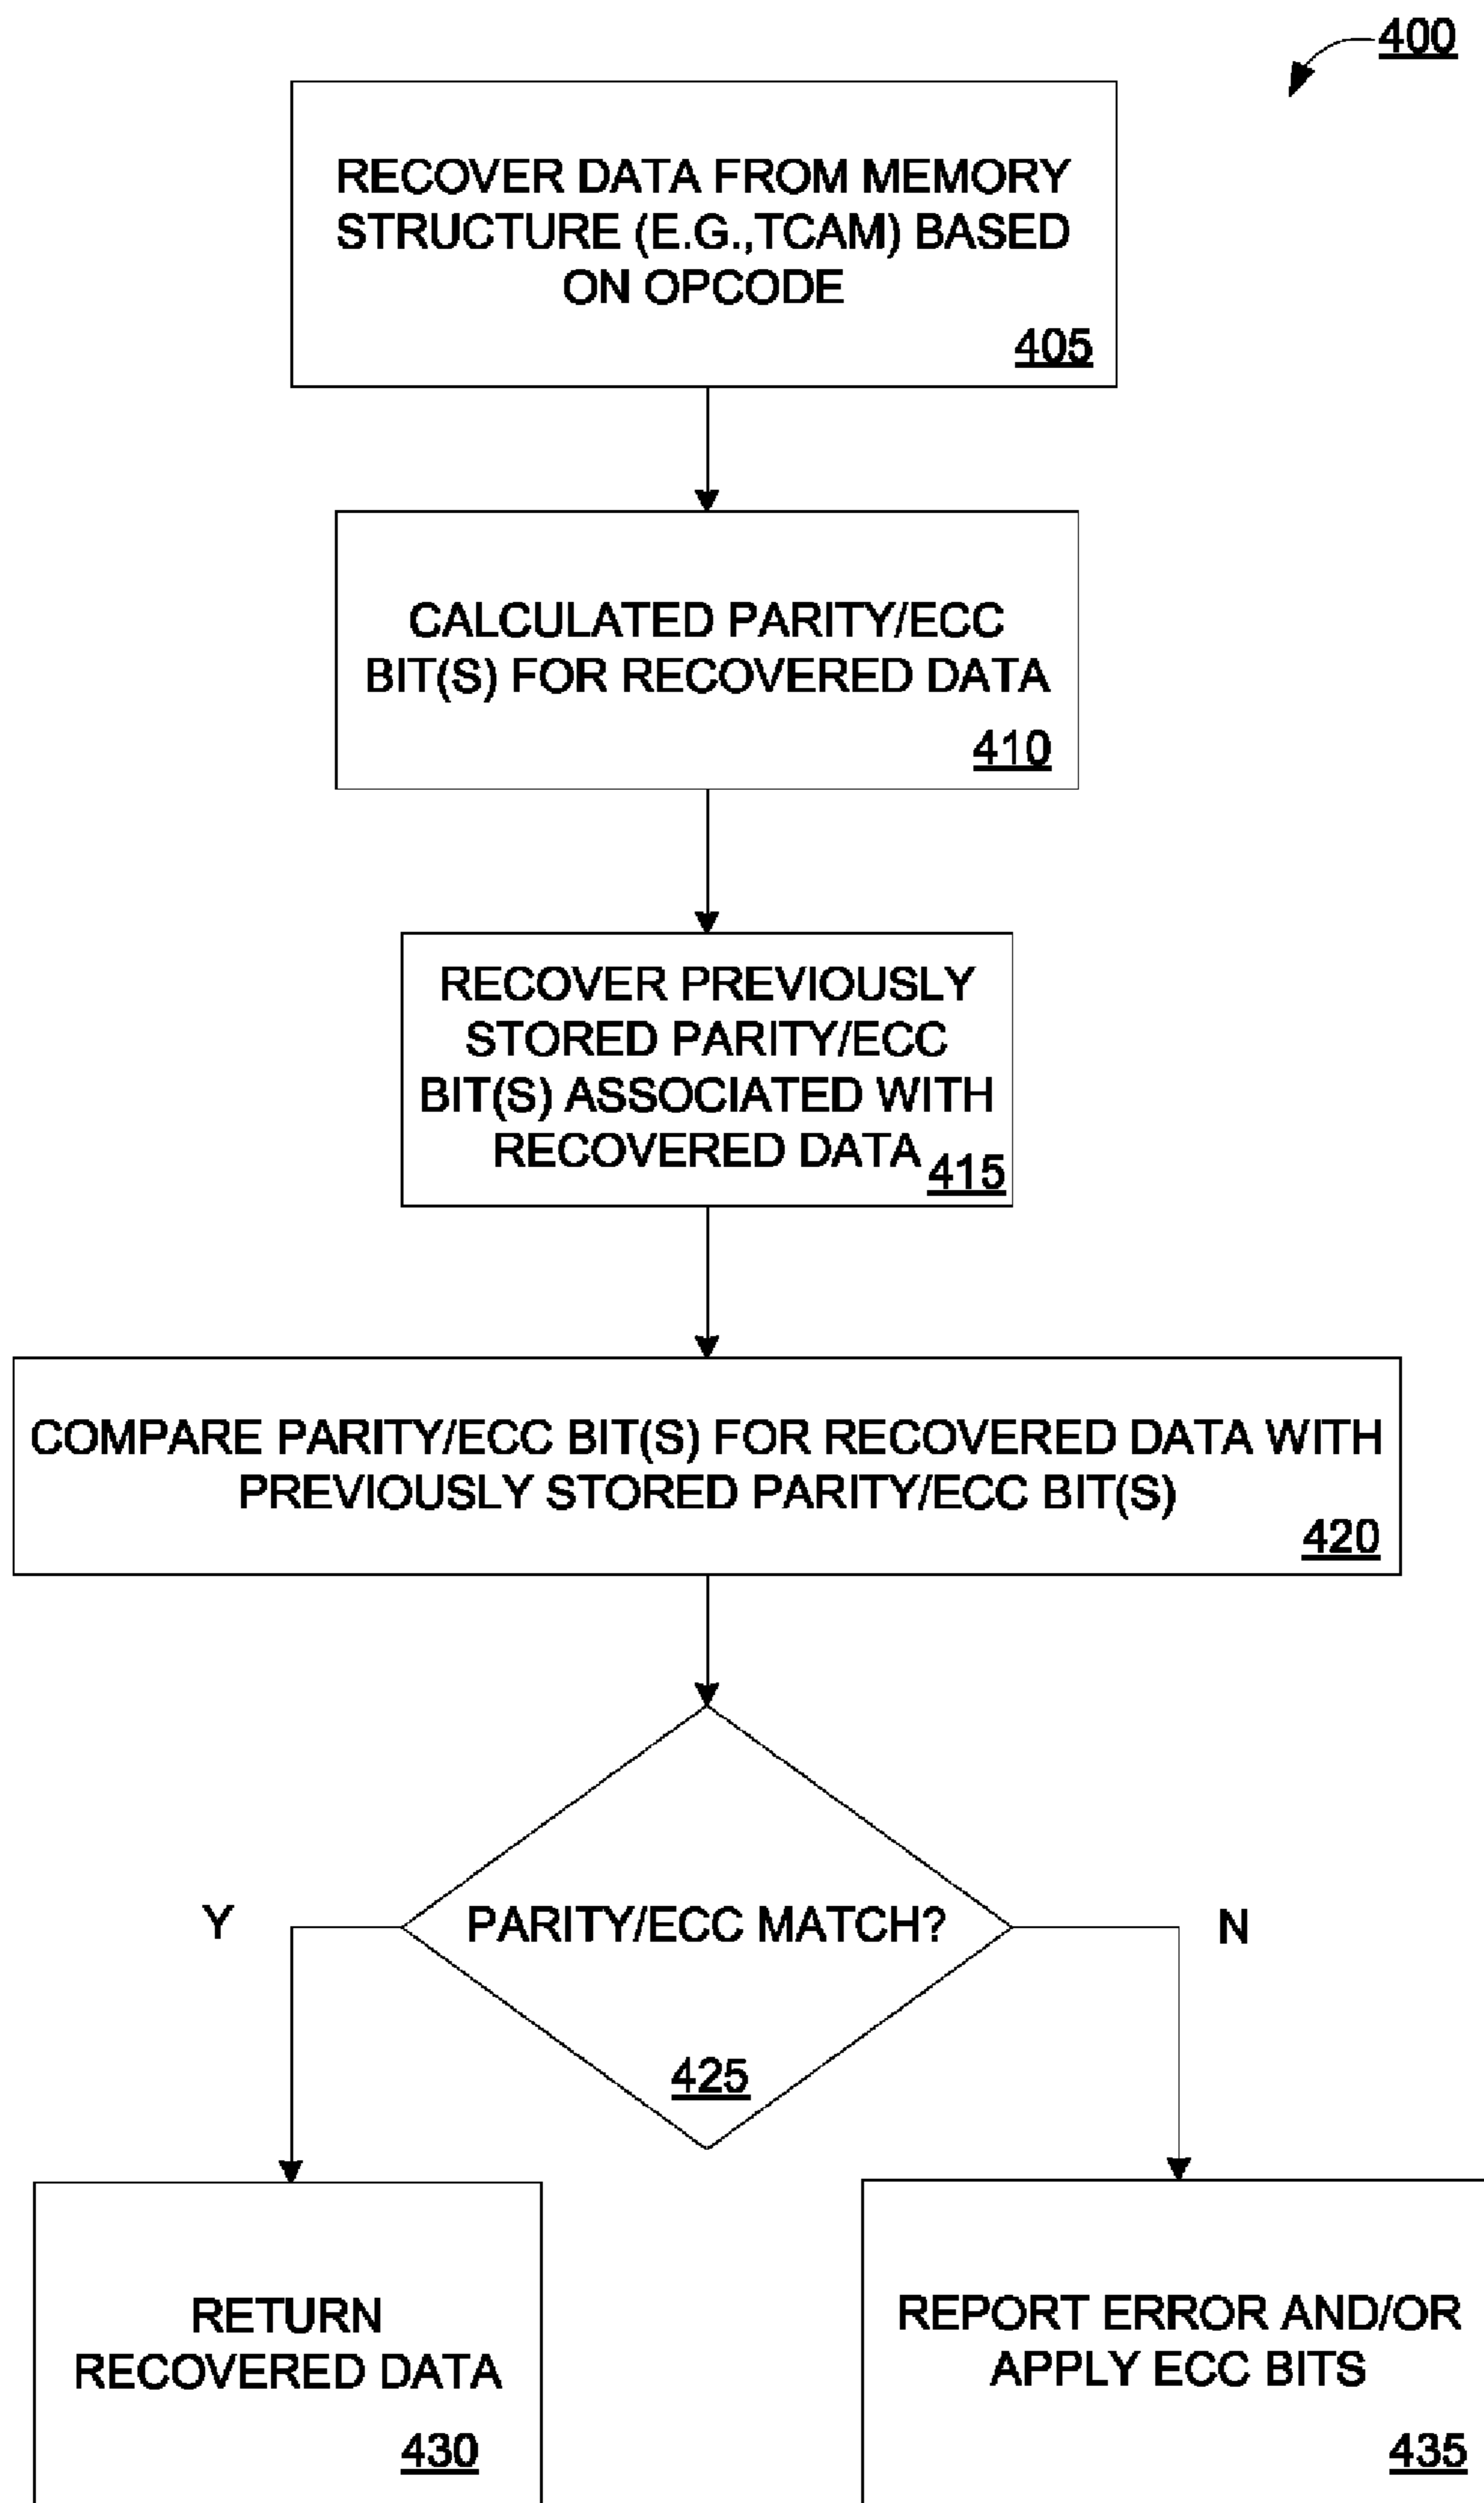 400
RECOVER DATA FROM MEMORY
STRUCTURE (E.G.,TCAM) BASED
ON OPCODE
405
CALCULATED PARITY/ECC
BIT(S) FOR RECOVERED DATA
410
RECOVER PREVIOUSLY
STORED PARITY/ECC
BIT(S) ASSOCIATED WITH
RECOVERED DATA
415
COMPARE PARITY/ECC BIT(S) FOR RECOVERED DATA WITH
PREVIOUSLY STORED PARITY/ECC BIT(S)
420
Y
PARITY/ECC MATCH?
N
425
RETURN
RECOVERED DATA
430
REPORT ERROR AND/OR
APPLY ECC BITS
435